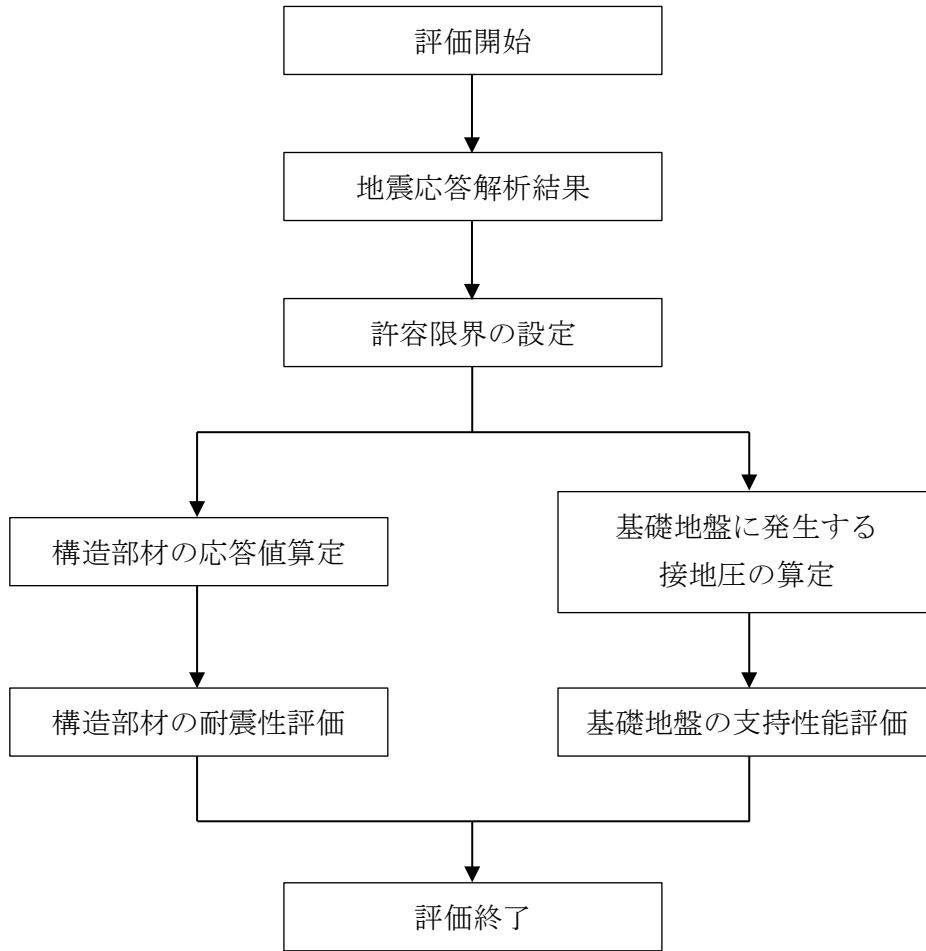 評価開始
地震応答解析結果
許容限界の設定
構造部材の応答値算定
基礎地盤に発生する
接地圧の算定
構造部材の耐震性評価
基礎地盤の支持性能評価
評価終了